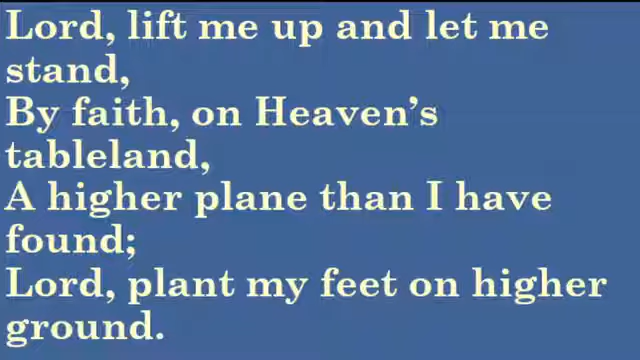 Lord, lift me up and let me
stand,
By faith, on Heaven’s
tableland,
A higher plane than I have
found;
Lord, plant my feet on higher
ground.